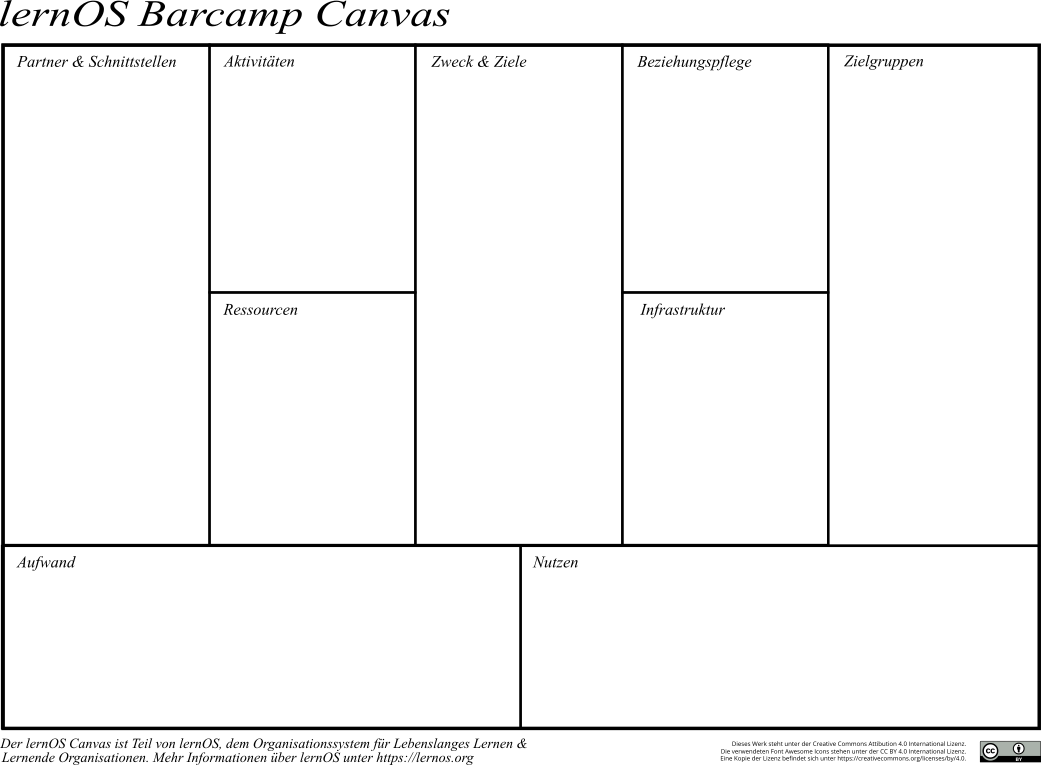 lernOS Barcamp Canvas
Partner & Schnittstellen
Aktivitäten
Zweck & Ziele
Beziehungspflege
Zielgruppen
Ressourcen
Infrastruktur
Aufwand
Nutzen
Der lernOS Canvas ist Teil von lernOS, dem Organisationssystem für Lebenslanges Lernen &
Lernende Organisationen. Mehr Informationen über lernOS unter https://lernos.org
Dieses Werk steht unter der Creative Commons Attibution 4.0 International Lizenz.
Die verwendeten Font Awesome Icons stehen unter der CC BY 4.0 International Lizenz.
Eine Kopie der Lizenz befindet sich unter https://creativecommons.org/licenses/by/4.0.
CC
BY